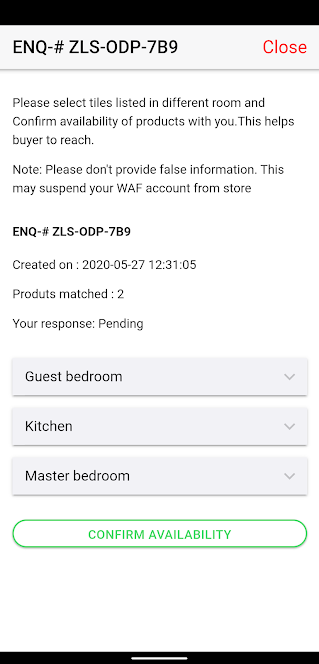 ENQ-# ZLS-ODP-7B9 Close
Please select tiles listed in different room and
Confirm availability of products with you.This helps
buyer to reach.
Note: Please don't provide false information. This
may suspend your WAF account from store
ENQ-# ZLS-ODP-7B9
Created on : 2020-05-27 12:31:05
Produts matched : 2
Your response: Pending
Guest bedroom
Kitchen
Master bedroom
CONFIRM AVAILABILITY